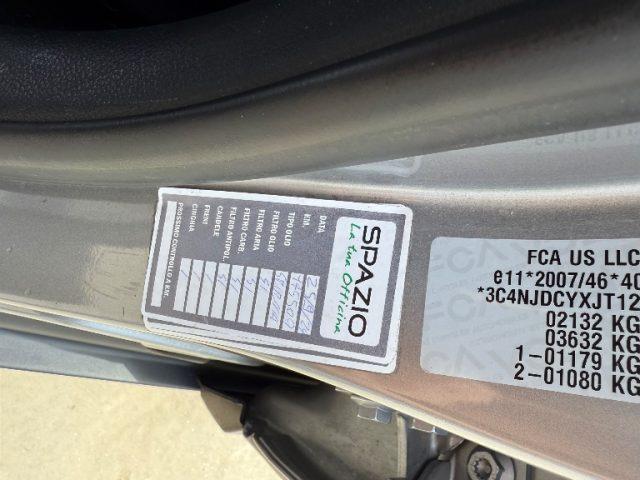 SPAZIO
La tua Officina
DATA
KM.
TIPO OLIO
FILTRO OLIO
FILTRO ARIA
FILTRO CARB.
FILTRO ANTIPOL.
CANDELE
FRENI
CINGHIA
PROSSIMO CONTROLLO A KM.
FCA US LLC
e11*2007/46*40
*3C4NJDCYXJT12
02132 KG
03632 KG
1-01179 KG
2-01080 KG